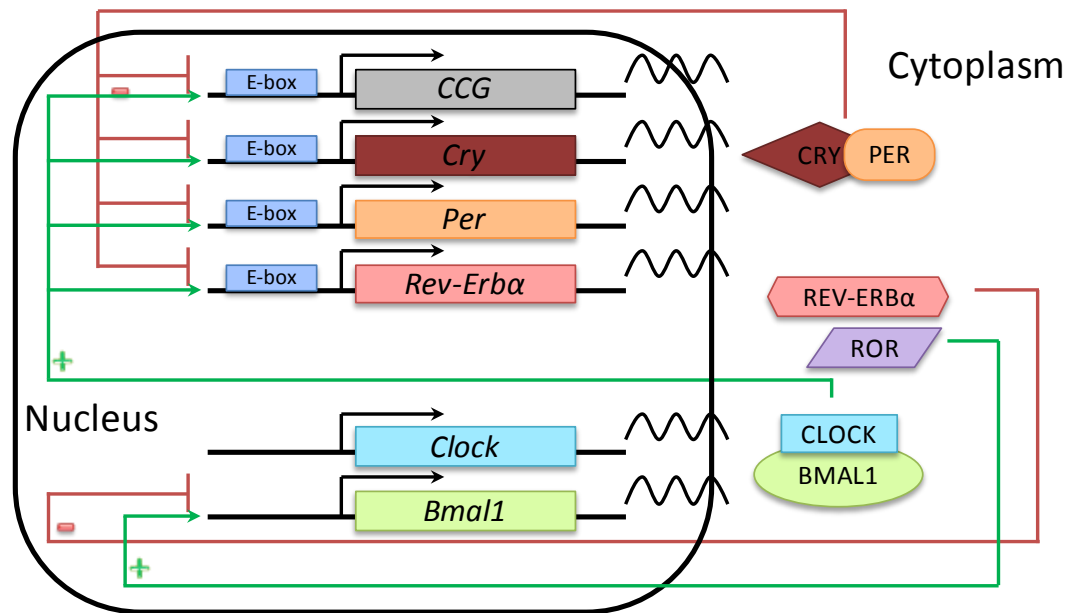 Cytoplasm
E-box
CCG
E-box
Cry
CRY
PER
E-box
Per
E-box
Rev-Erbα
REV-ERBα
ROR
+
Nucleus
Clock
CLOCK
BMAL1
Bmal1
-
+
-